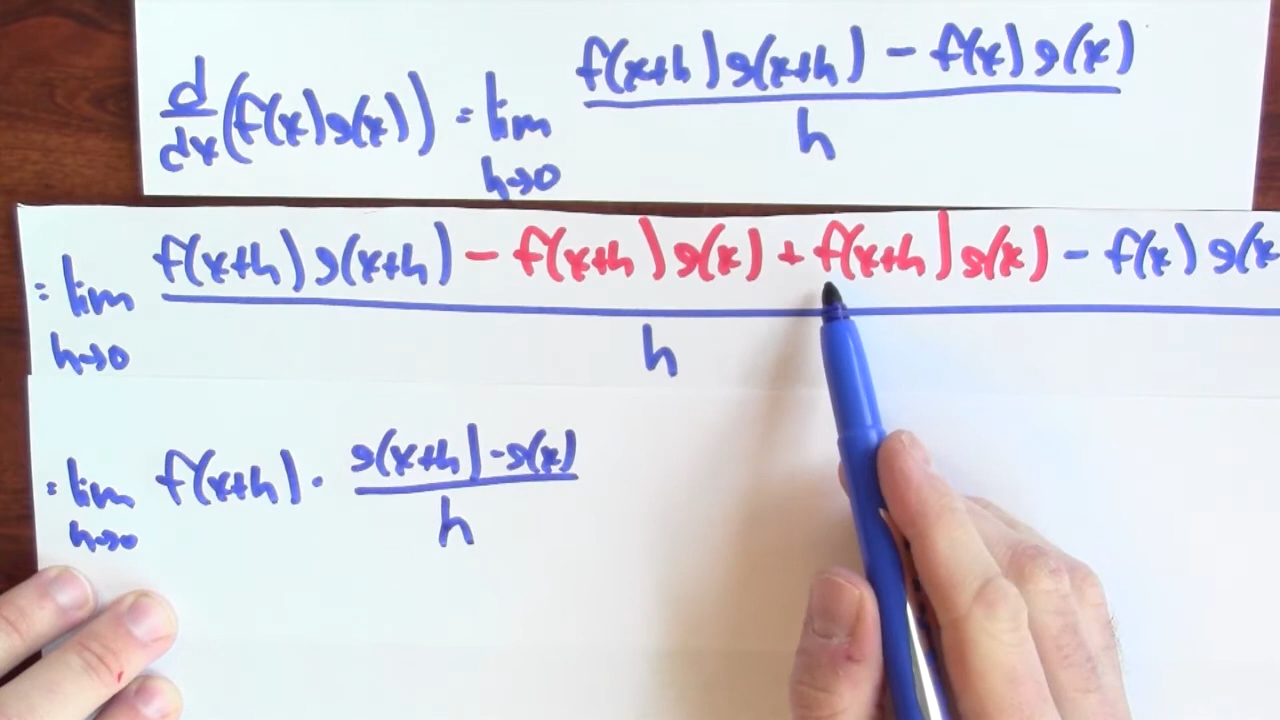 d/dx (f(x)g(x)) = lim h→0 f(x+h)g(x+h) - f(x)g(x) / h
= lim h→0 f(x+h)g(x+h) - f(x+h)g(x) + f(x+h)g(x) - f(x)g(x / h
= lim h→0 f(x+h) · g(x+h)-g(x) / h